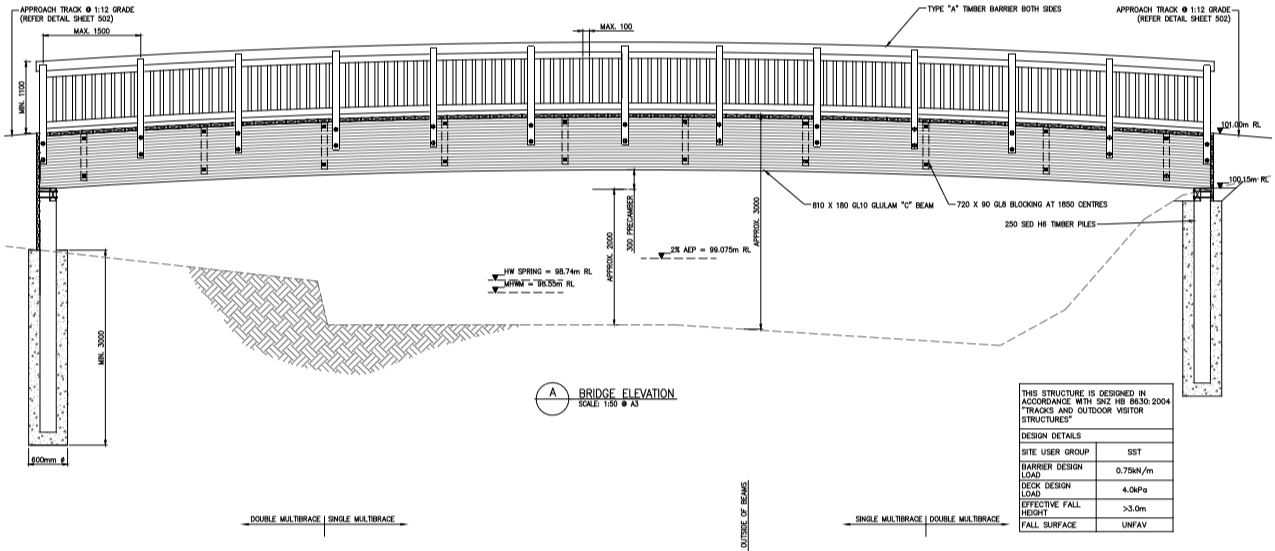 APPROACH TRACK @ 1:12 GRADE
(REFER DETAIL SHEET 502)
MAX. 1500
MAX. 100
TYPE "A" TIMBER BARRIER BOTH SIDES
APPROACH TRACK @ 1:12 GRADE
(REFER DETAIL SHEET 502)
MIN. 1100
101.00m RL
100.15m RL
810 X 180 GL10 GLULAM "C" BEAM
720 X 90 GL8 BLOCKING AT 1850 CENTRES
250 SED H6 TIMBER PILES
300 PRECAMBER
APPROX. 2000
APPROX. 3000
2% AEP = 99.075m RL
HW SPRING = 98.74m RL
MHWM = 98.55m RL
MIN. 3000
600mm ø
A
BRIDGE ELEVATION
SCALE: 1:50 @ A3
THIS STRUCTURE IS DESIGNED IN
ACCORDANCE WITH SNZ HB 8630:2004
"TRACKS AND OUTDOOR VISITOR
STRUCTURES"
DESIGN DETAILS
SITE USER GROUP SST
BARRIER DESIGN
LOAD 0.75kN/m
DECK DESIGN
LOAD 4.0kPa
EFFECTIVE FALL
HEIGHT >3.0m
FALL SURFACE UNFAV
DOUBLE MULTIBRACE SINGLE MULTIBRACE
OUTSIDE OF BEAMS
SINGLE MULTIBRACE DOUBLE MULTIBRACE